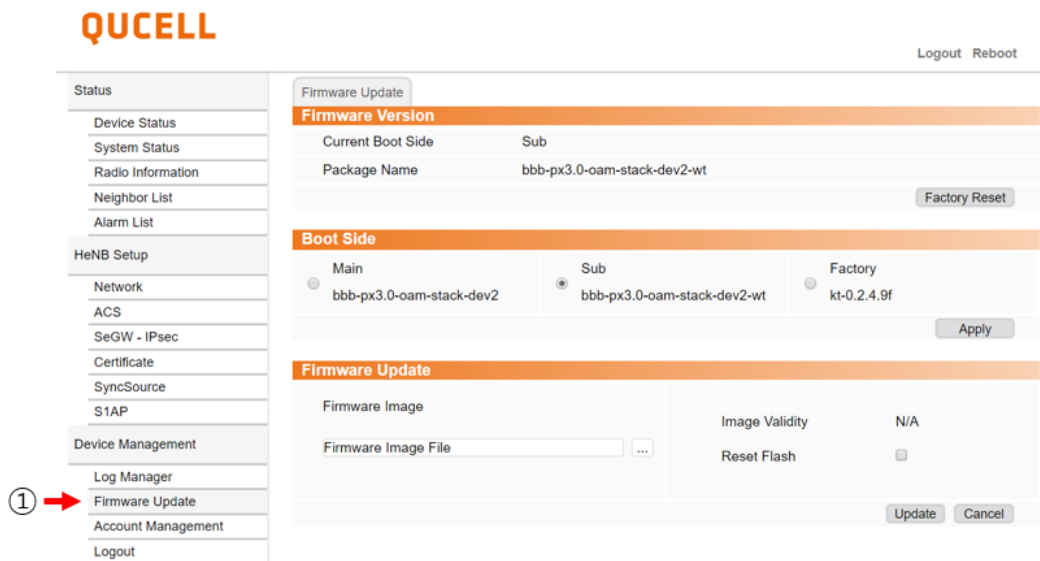 QUCELL
Logout Reboot
Status
Device Status
System Status
Radio Information
Neighbor List
Alarm List
HeNB Setup
Network
ACS
SeGW - IPsec
Certificate
SyncSource
S1AP
Device Management
Log Manager
① Firmware Update
Account Management
Logout
Firmware Update
Firmware Version
Current Boot Side Sub
Package Name bbb-px3.0-oam-stack-dev2-wt
Factory Reset
Boot Side
Main
bbb-px3.0-oam-stack-dev2
Sub
bbb-px3.0-oam-stack-dev2-wt
Factory
kt-0.2.4.9f
Apply
Firmware Update
Firmware Image
Firmware Image File ...
Image Validity N/A
Reset Flash
Update Cancel